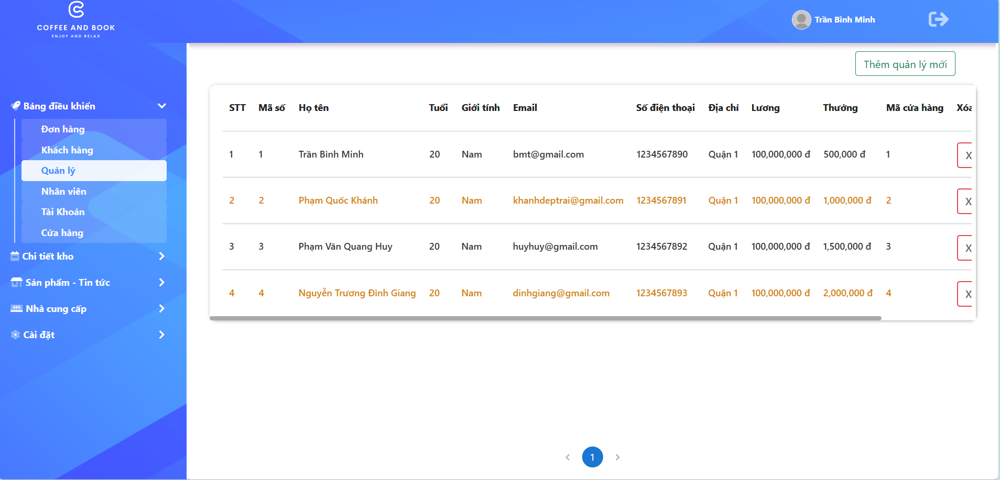 COFFEE AND BOOK
ENJOY AND RELAX
Trần Bình Minh
Thêm quản lý mới
Bảng điều khiển
Đơn hàng
Khách hàng
Quản lý
Nhân viên
Tài Khoản
Cửa hàng
Chi tiết kho
Sản phẩm - Tin tức
Nhà cung cấp
Cài đặt
STT Mã số Họ tên Tuổi Giới tính Email Số điện thoại Địa chỉ Lương Thưởng Mã cửa hàng Xóa
1 1 Trần Bình Minh 20 Nam bmt@gmail.com 1234567890 Quận 1 100,000,000 đ 500,000 đ 1 X
2 2 Phạm Quốc Khánh 20 Nam khanhdeptrai@gmail.com 1234567891 Quận 1 100,000,000 đ 1,000,000 đ 2 X
3 3 Phạm Văn Quang Huy 20 Nam huyhuy@gmail.com 1234567892 Quận 1 100,000,000 đ 1,500,000 đ 3 X
4 4 Nguyễn Trương Đình Giang 20 Nam dinhgiang@gmail.com 1234567893 Quận 1 100,000,000 đ 2,000,000 đ 4 X
1